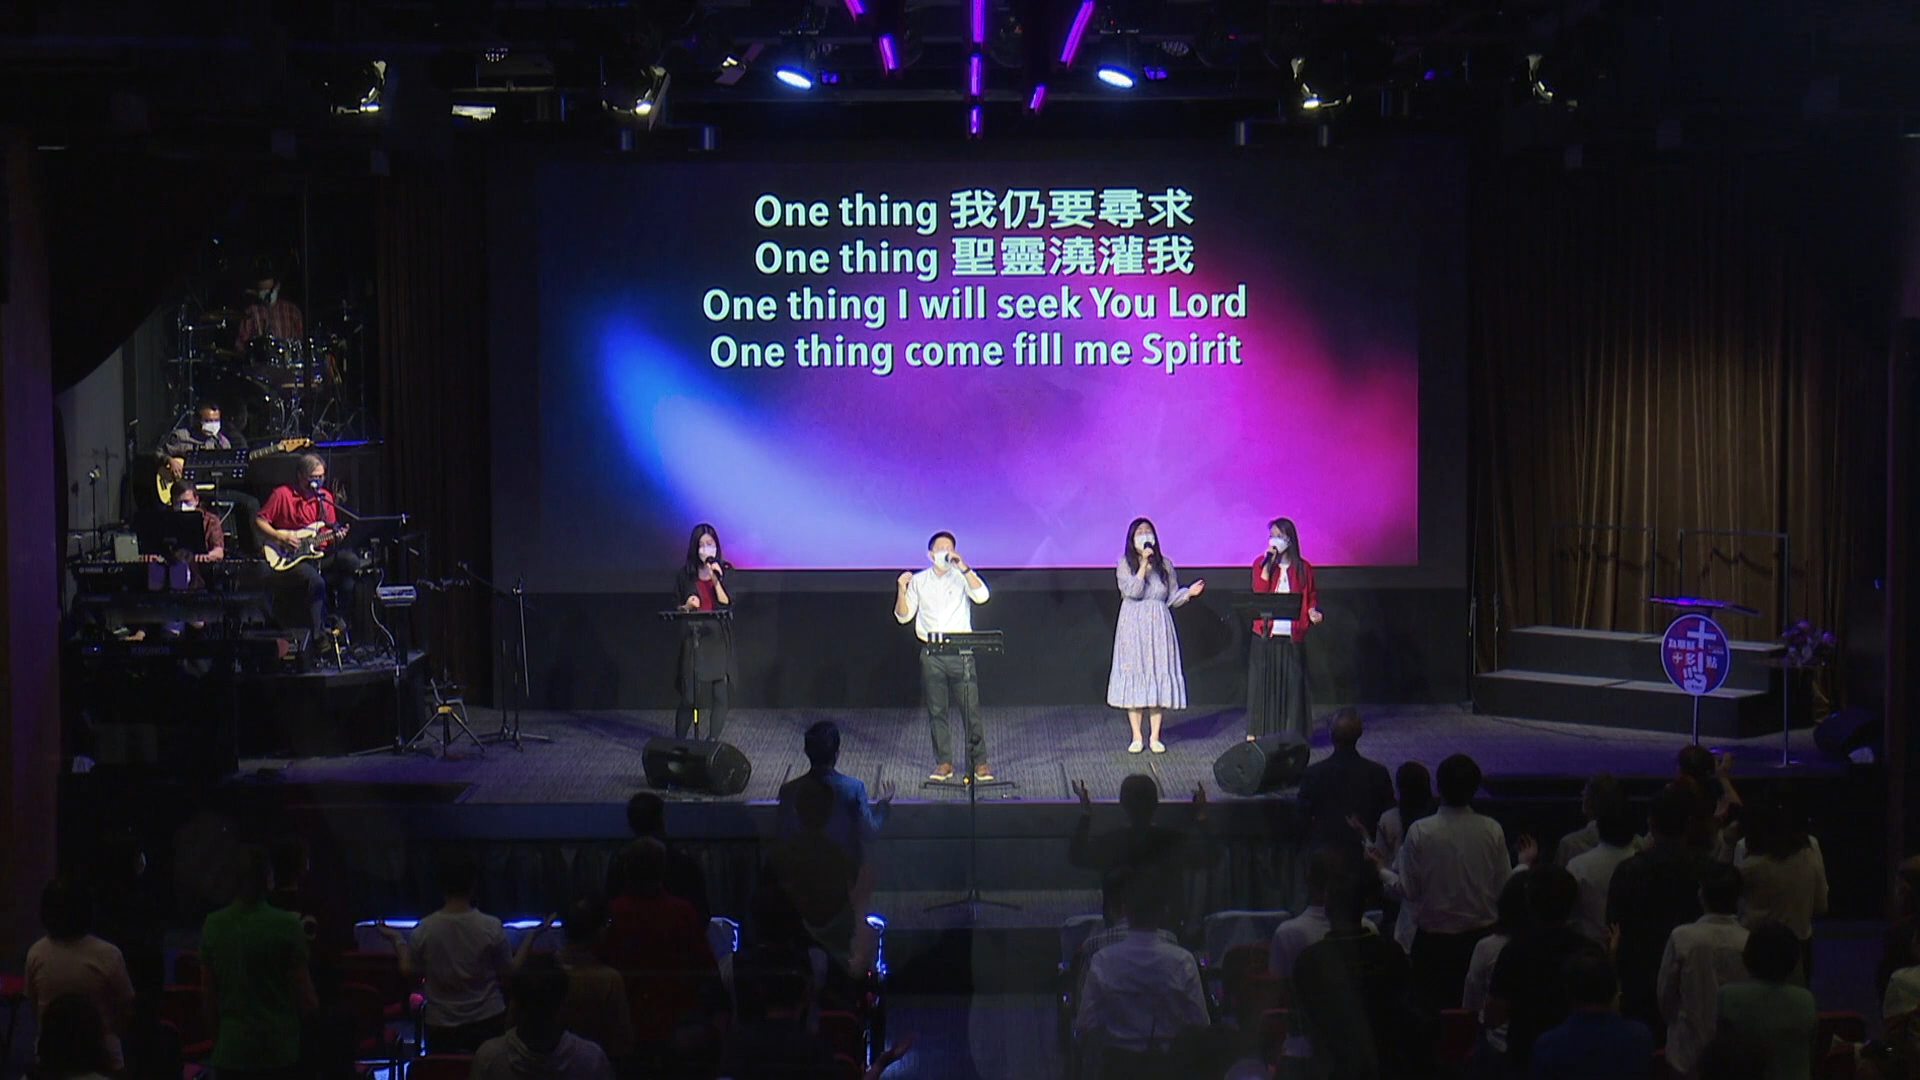 One thing 我仍要尋求
One thing 聖靈澆灌我
One thing I will seek You Lord
One thing come fill me Spirit
KRONOS